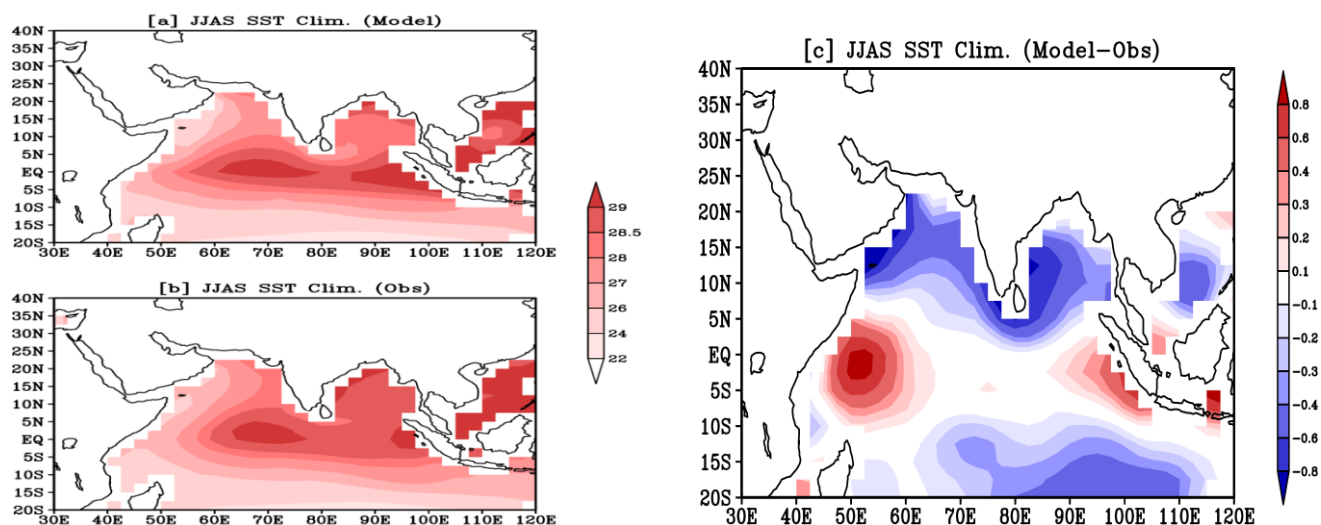 [a] JJAS SST Clim. (Model)
40N
35N
30N
25N
20N
15N
10N
5N
EQ
5S
10S
15S
20S
30E 40E 50E 60E 70E 80E 90E 100E 110E 120E
[b] JJAS SST Clim. (Obs)
40N
35N
30N
25N
20N
15N
10N
5N
EQ
5S
10S
15S
20S
30E 40E 50E 60E 70E 80E 90E 100E 110E 120E
29
28.5
28
27
26
24
22
[c] JJAS SST Clim. (Model-Obs)
40N
35N
30N
25N
20N
15N
10N
5N
EQ
5S
10S
15S
20S
30E 40E 50E 60E 70E 80E 90E 100E 110E 120E
0.8
0.6
0.4
0.3
0.2
0.1
-0.1
-0.2
-0.3
-0.4
-0.6
-0.8